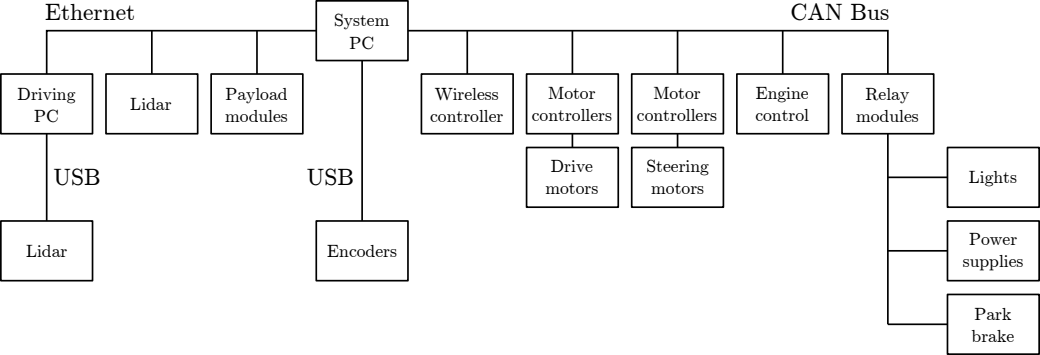 Ethernet
System
PC
CAN Bus
Driving
PC
Lidar
Payload
modules
Wireless
controller
Motor
controllers
Motor
controllers
Engine
control
Relay
modules
Drive
motors
Steering
motors
USB
USB
Lights
Lidar
Encoders
Power
supplies
Park
brake